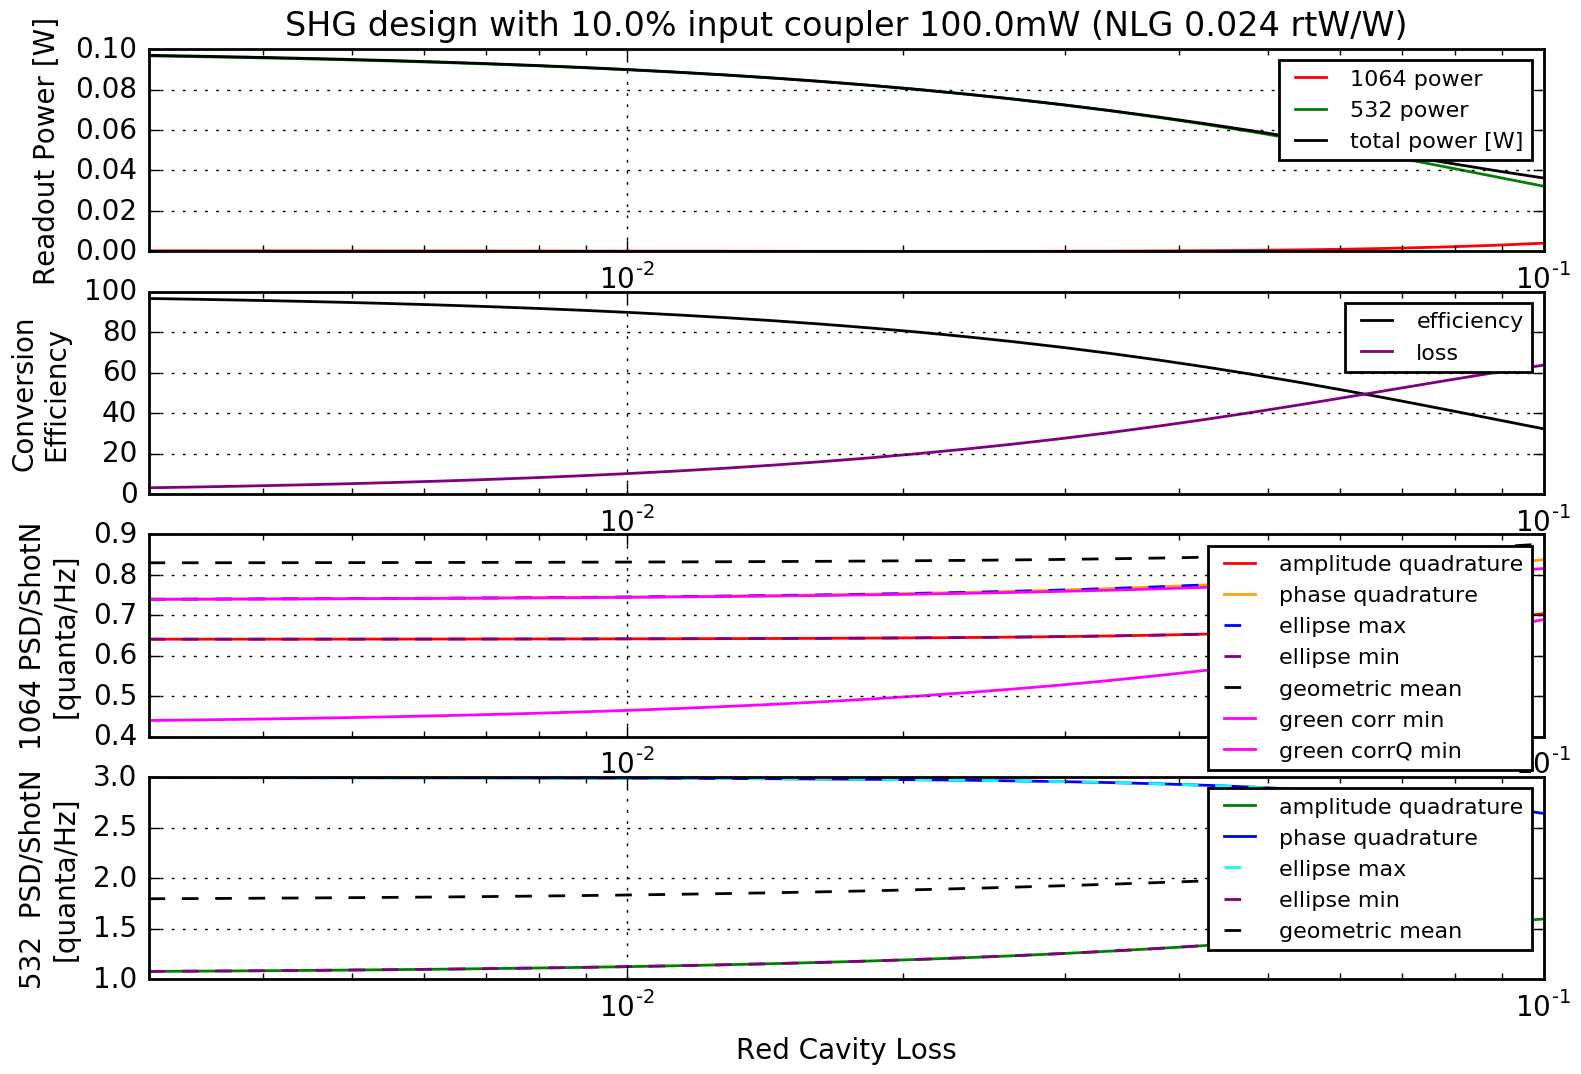 SHG design with 10.0% input coupler 100.0mW (NLG 0.024 rtW/W)
Readout Power [W]
0.10
0.08
0.06
0.04
0.02
0.00
1064 power
532 power
total power [W]
10⁻² 10⁻¹
Conversion
Efficiency
100
80
60
40
20
0
efficiency
loss
10⁻² 10⁻¹
1064 PSD/ShotN
[quanta/Hz]
0.9
0.8
0.7
0.6
0.5
0.4
amplitude quadrature
phase quadrature
ellipse max
ellipse min
geometric mean
green corr min
green corrQ min
10⁻² 10⁻¹
532 PSD/ShotN
[quanta/Hz]
3.0
2.5
2.0
1.5
1.0
amplitude quadrature
phase quadrature
ellipse max
ellipse min
geometric mean
10⁻² 10⁻¹
Red Cavity Loss